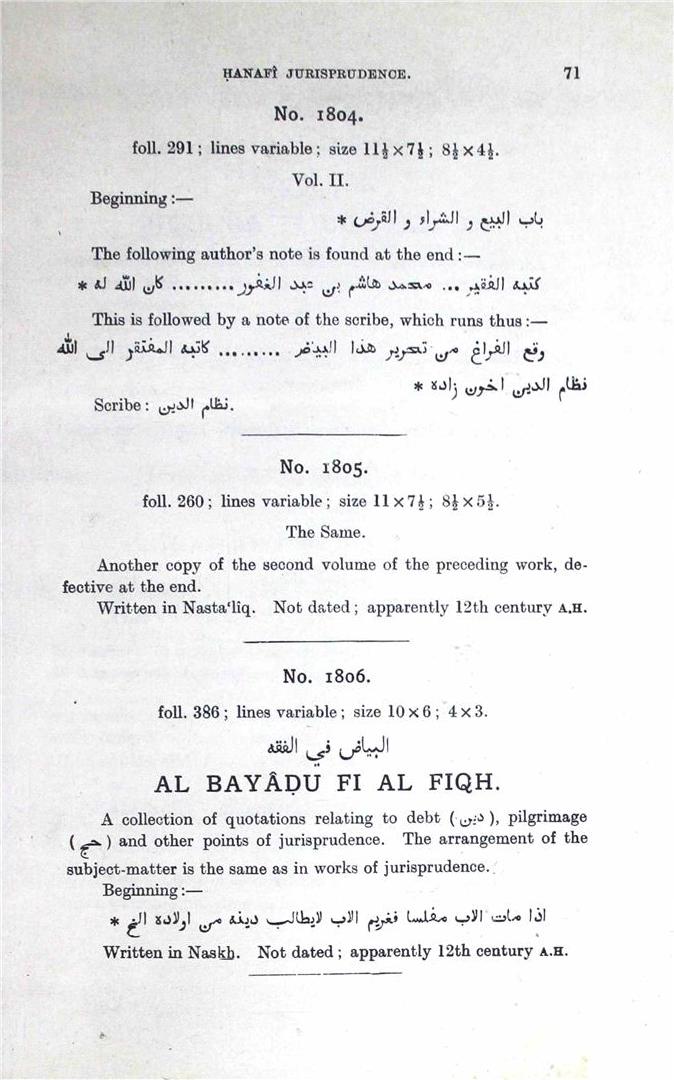 ḤANAFÎ JURISPRUDENCE. 71
No. 1804.
foll. 291 ; lines variable ; size 11½ × 7½ ; 8½ × 4½.
Vol. II.
Beginning :—
باب البيع و الشراء و القرض *
The following author's note is found at the end :—
كتبه الفقير ... محمد هاشم بن عبد الغفور ......... كان الله له *
This is followed by a note of the scribe, which runs thus :—
وقع الفراغ من تحرير هذا البيض ......... كاتبه المفتقر الى الله
نظام الدين اخون زاده *
Scribe : نظام الدين.
No. 1805.
foll. 260 ; lines variable ; size 11 × 7½ ; 8½ × 5½.
The Same.
Another copy of the second volume of the preceding work, de-
fective at the end.
Written in Nasta‘lîq. Not dated ; apparently 12th century A.H.
No. 1806.
foll. 386 ; lines variable ; size 10 × 6 ; 4 × 3.
البياض في الفقه
AL BAYÂḌU FI AL FIQH.
A collection of quotations relating to debt (دين), pilgrimage
(حج) and other points of jurisprudence. The arrangement of the
subject-matter is the same as in works of jurisprudence.
Beginning :—
اذا مات الاب مفلسا فغريم الاب لايطالب دينه من اولاده الخ *
Written in Naskh. Not dated ; apparently 12th century A.H.